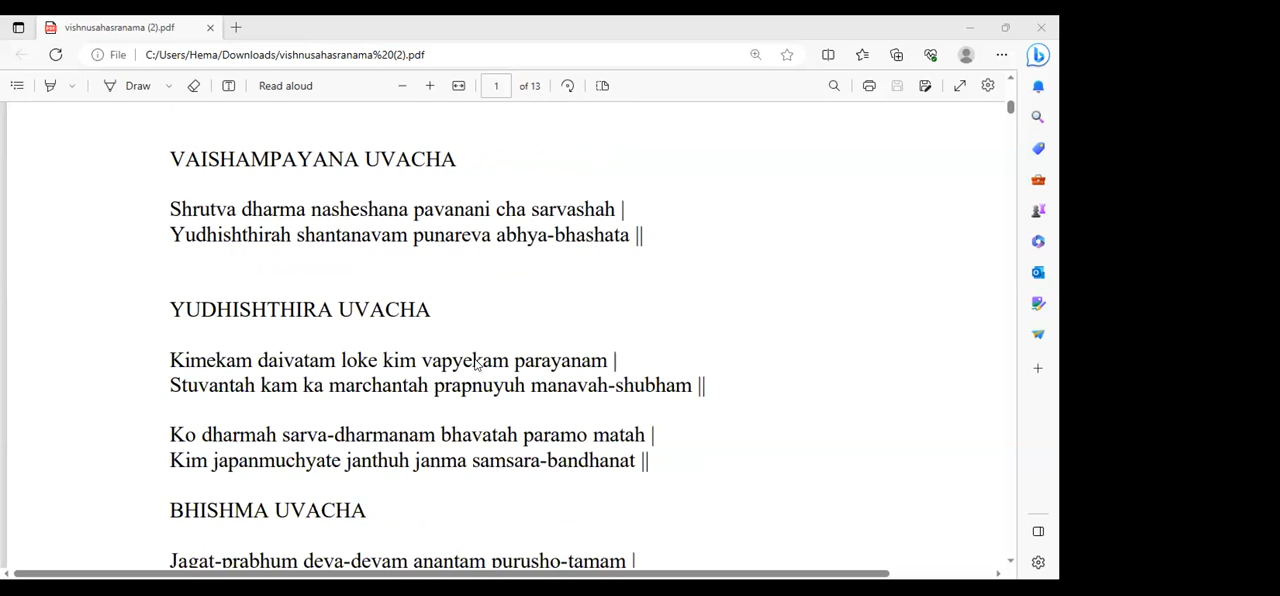 vishnusahasranama (2).pdf
File
C:/Users/Hema/Downloads/vishnusahasranama%20(2).pdf
Draw
Read aloud
1 of 13
VAISHAMPAYANA UVACHA
Shrutva dharma nasheshana pavanani cha sarvashah |
Yudhishthirah shantanavam punareva abhya-bhashata ||
YUDHISHTHIRA UVACHA
Kimekam daivatam loke kim vapyekam parayanam |
Stuvantah kam ka marchantah prapnuyuh manavah-shubham ||
Ko dharmah sarva-dharmanam bhavatah paramo matah |
Kim japanmuchyate janthuh janma samsara-bandhanat ||
BHISHMA UVACHA
Jagat-prabhum deva-devam anantam purusho-tamam |